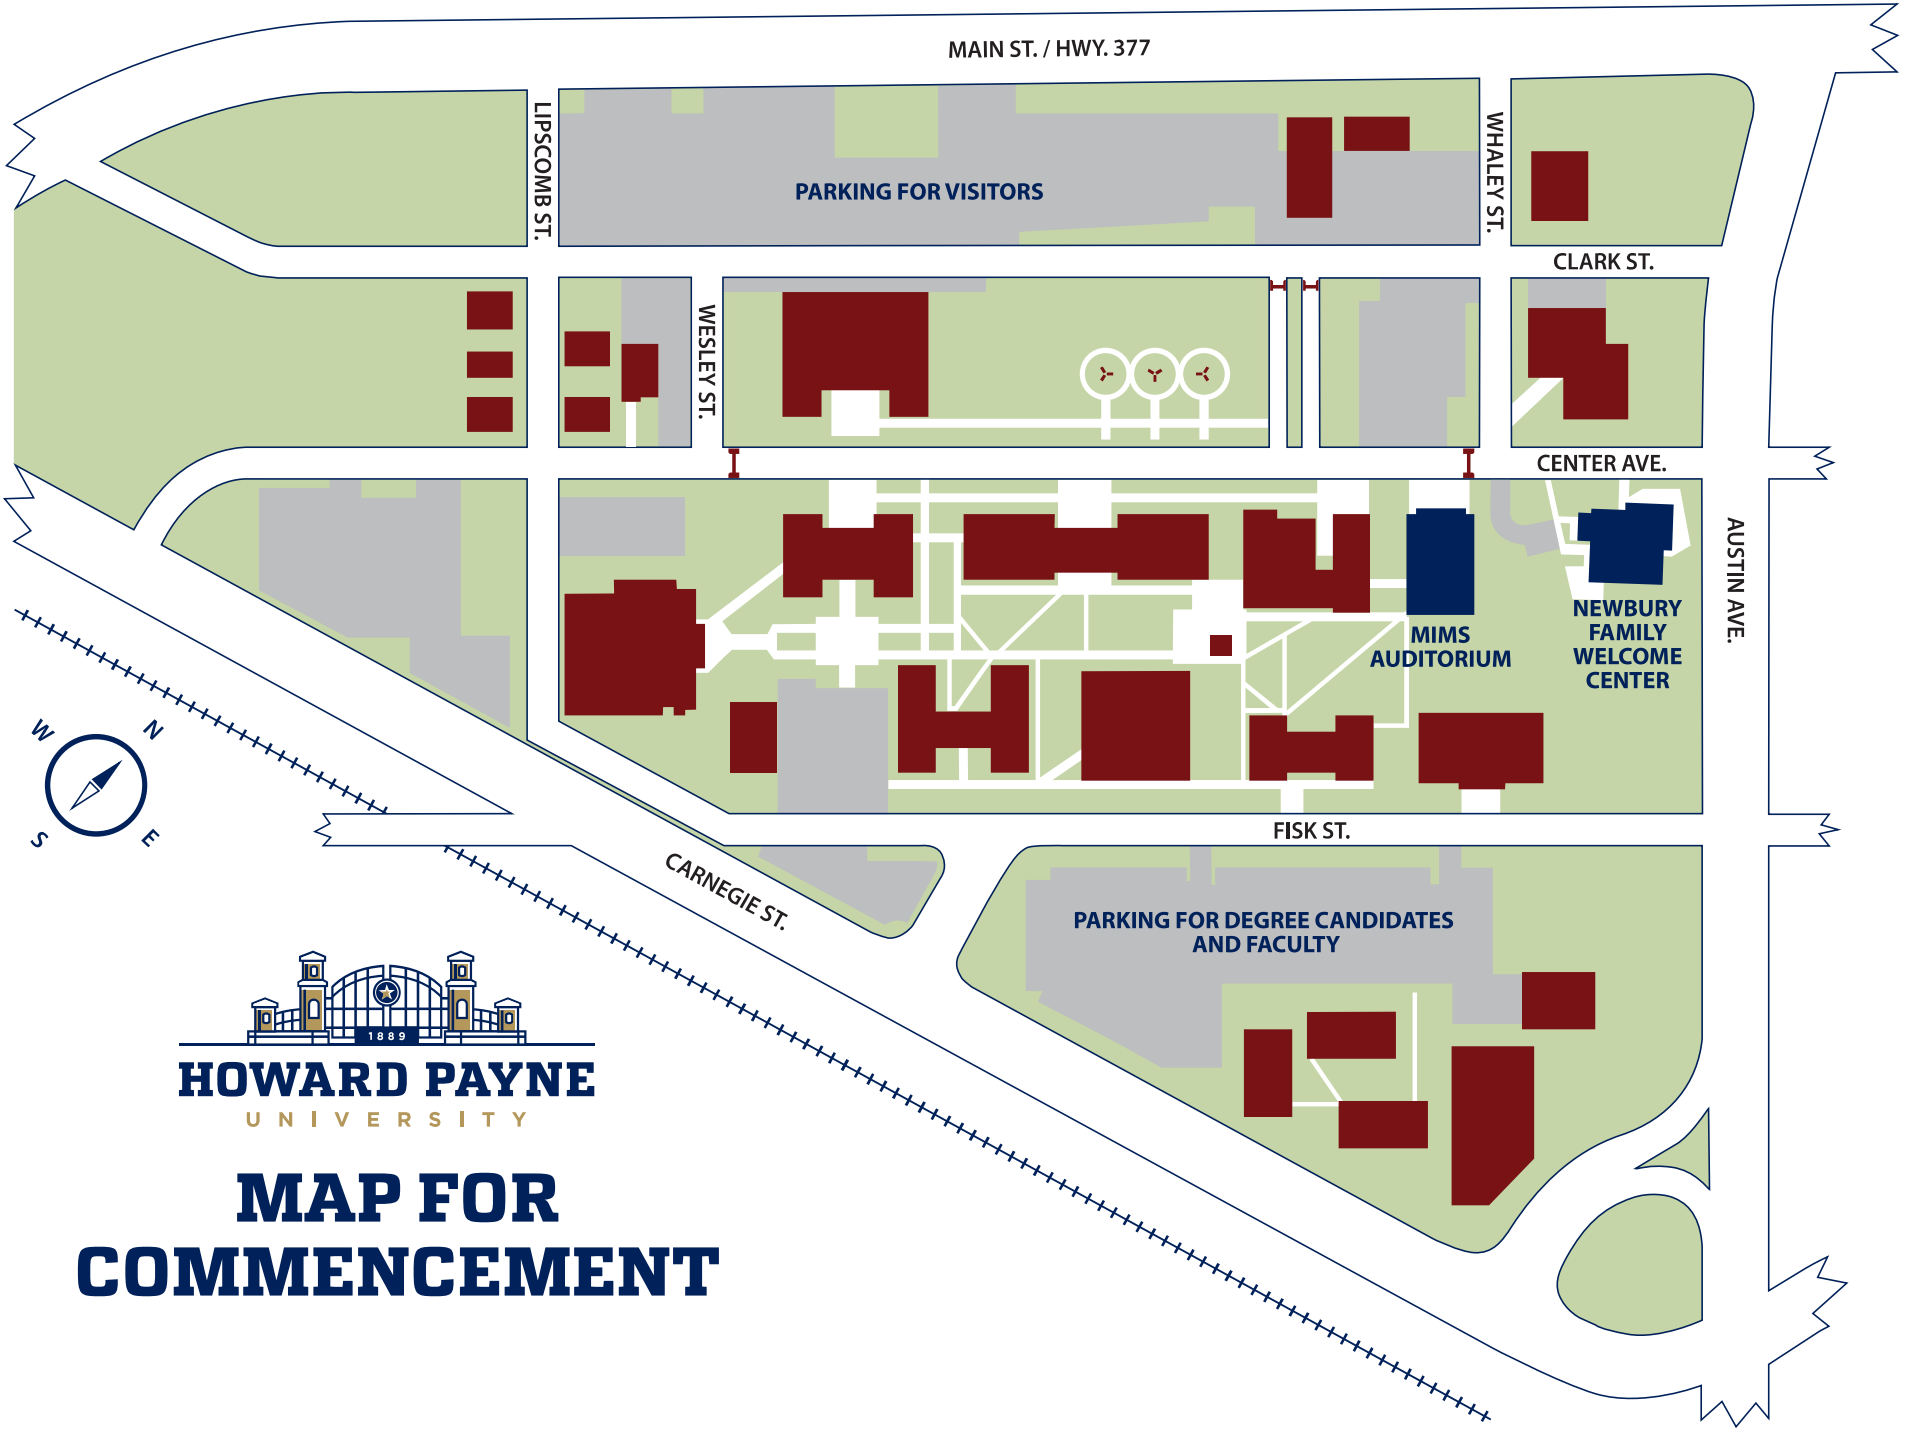 MAIN ST. / HWY. 377
LIPSCOMB ST.
WHALEY ST.
PARKING FOR VISITORS
CLARK ST.
WESLEY ST.
CENTER AVE.
AUSTIN AVE.
NEWBURY
FAMILY
WELCOME
CENTER
MIMS
AUDITORIUM
W
N
S
E
FISK ST.
CARNEGIE ST.
PARKING FOR DEGREE CANDIDATES
AND FACULTY
1889
HOWARD PAYNE
UNIVERSITY
MAP FOR
COMMENCEMENT